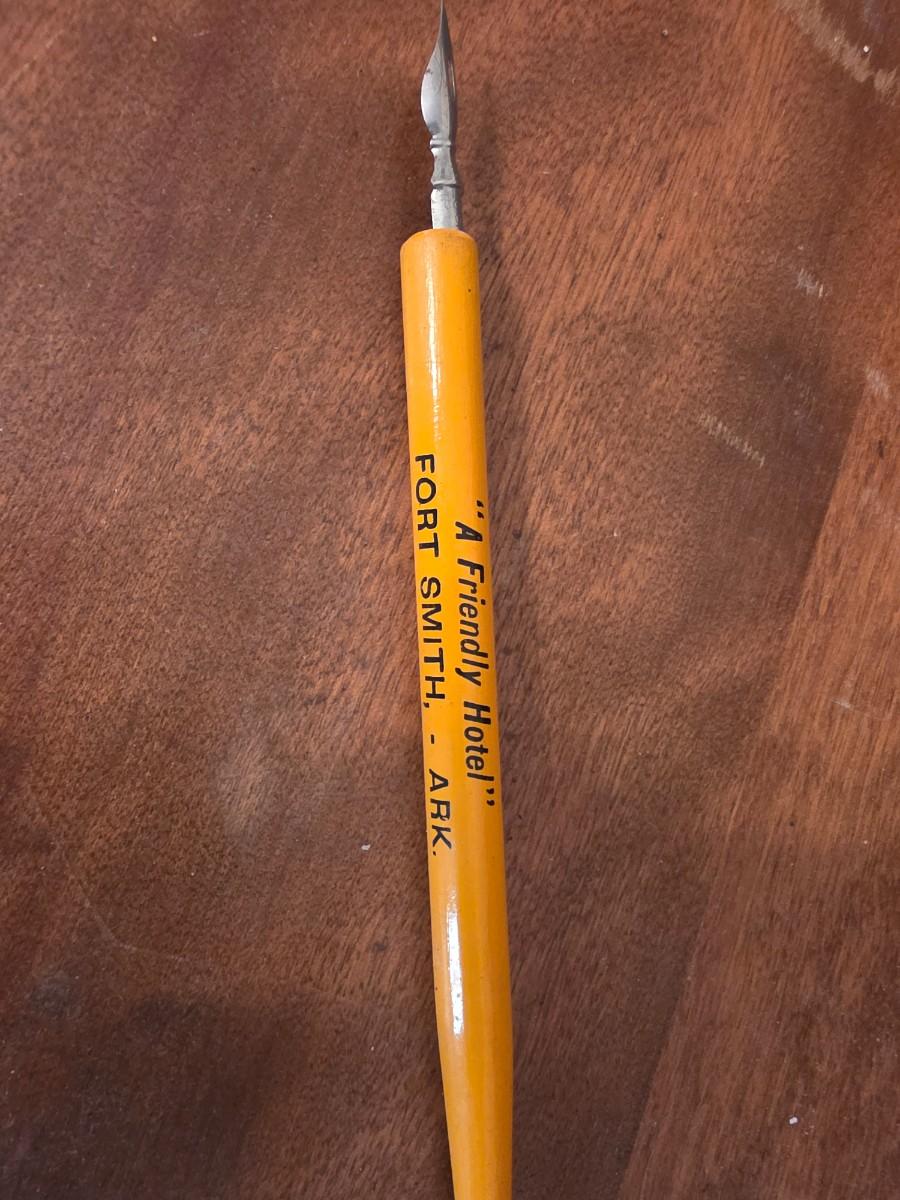 “A Friendly Hotel”
FORT SMITH, - ARK.